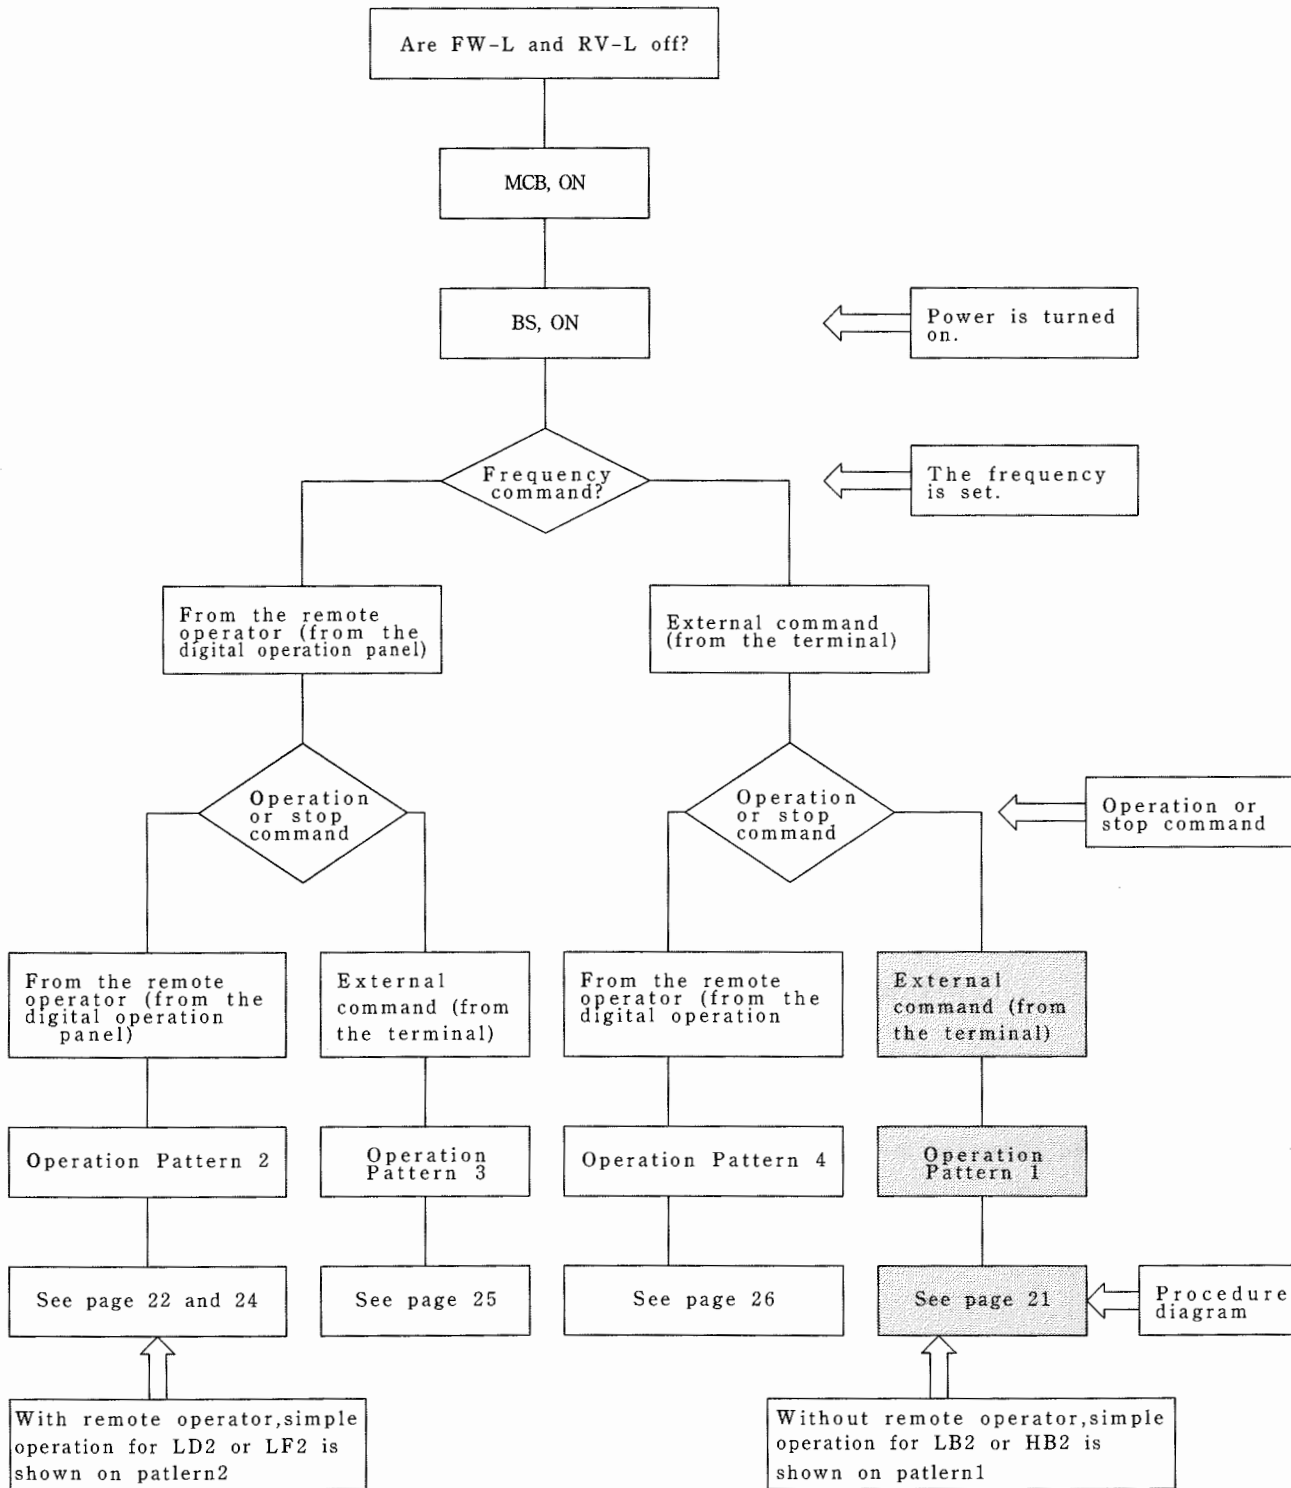 Are FW-L and RV-L off?
MCB, ON
BS, ON
Power is turned
on.
Frequency
command?
The frequency
is set.
From the remote
operator (from the
digital operation panel)
External command
(from the terminal)
Operation
or stop
command
Operation
or stop
command
Operation or
stop command
From the remote
operator (from the
digital operation
panel)
External
command (from
the terminal)
From the remote
operator (from the
digital operation
External
command (from
the terminal)
Operation Pattern 2
Operation
Pattern 3
Operation Pattern 4
Operation
Pattern 1
See page 22 and 24
See page 25
See page 26
See page 21
Procedure
diagram
With remote operator,simple
operation for LD2 or LF2 is
shown on patlern2
Without remote operator,simple
operation for LB2 or HB2 is
shown on patlern1